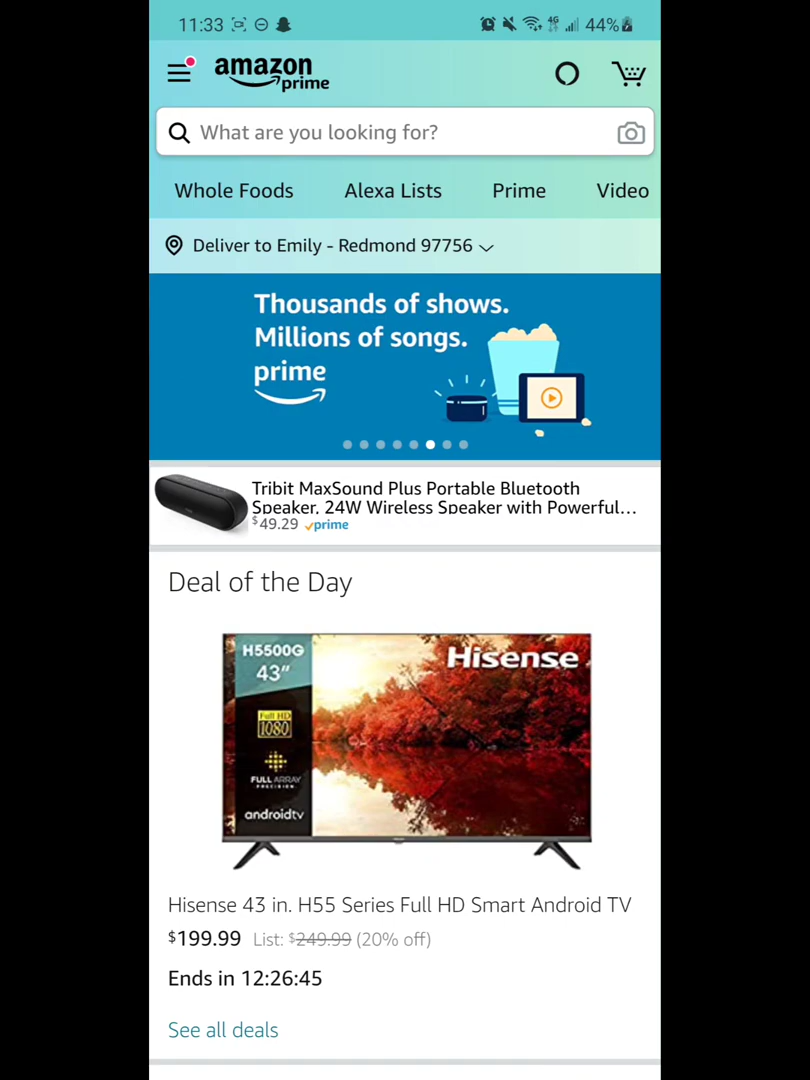 11:33
4G
44%
amazon
prime
What are you looking for?
Whole Foods Alexa Lists Prime Video
Deliver to Emily - Redmond 97756
Thousands of shows.
Millions of songs.
prime
Tribit MaxSound Plus Portable Bluetooth
Speaker, 24W Wireless Speaker with Powerful...
$49.29 prime
Deal of the Day
H5500G
43"
Hisense
Full HD
1080
FULL ARRAY
PRECISION
androidtv
Hisense 43 in. H55 Series Full HD Smart Android TV
$199.99 List: $249.99 (20% off)
Ends in 12:26:45
See all deals